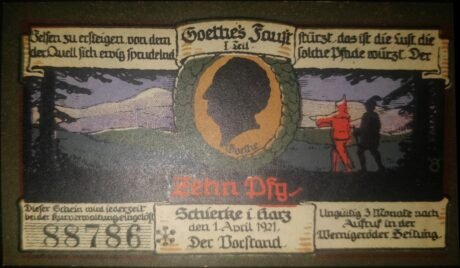 Goethe's Faust
I. Teil
Felsen zu ersteigen von dem
der Quell sich ewig sprudelnd
stürzt, das ist die Lust die
solche Pfade würzt. Der
Goethe
Zehn Pfg.
Dieser Schein wird jederzeit
bei der Kurverwaltung eingelöst
88786
Schierke i. Harz
den 1. April 1921.
Der Vorstand
Ungültig 3 Monate nach
Aufruf in der
Wernigeröder Zeitung.